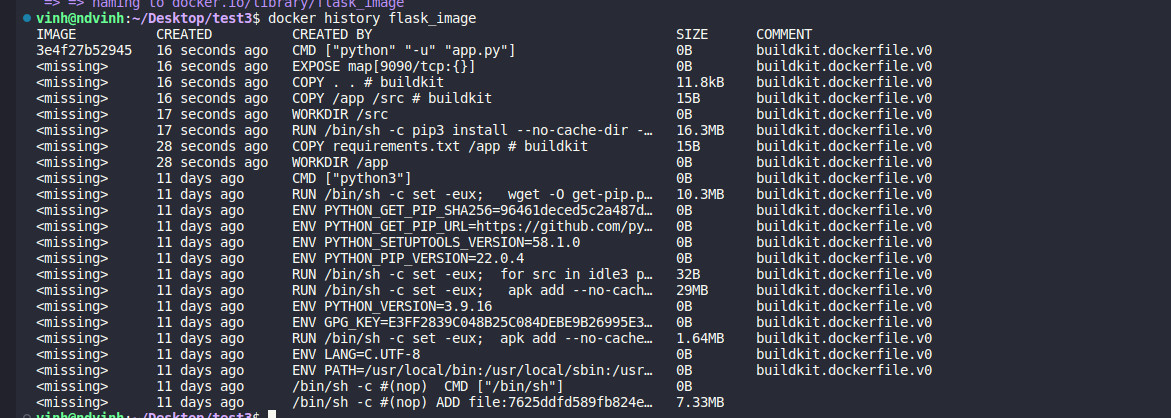 => => naming to docker.io/library/flask_image
vinh@ndvinh:~/Desktop/test3$ docker history flask_image
IMAGE CREATED CREATED BY SIZE COMMENT
3e4f27b52945 16 seconds ago CMD ["python" "-u" "app.py"] 0B buildkit.dockerfile.v0
<missing> 16 seconds ago EXPOSE map[9090/tcp:{}] 0B buildkit.dockerfile.v0
<missing> 16 seconds ago COPY . . # buildkit 11.8kB buildkit.dockerfile.v0
<missing> 16 seconds ago COPY /app /src # buildkit 15B buildkit.dockerfile.v0
<missing> 17 seconds ago WORKDIR /src 0B buildkit.dockerfile.v0
<missing> 17 seconds ago RUN /bin/sh -c pip3 install --no-cache-dir -… 16.3MB buildkit.dockerfile.v0
<missing> 28 seconds ago COPY requirements.txt /app # buildkit 15B buildkit.dockerfile.v0
<missing> 28 seconds ago WORKDIR /app 0B buildkit.dockerfile.v0
<missing> 11 days ago CMD ["python3"] 0B buildkit.dockerfile.v0
<missing> 11 days ago RUN /bin/sh -c set -eux; wget -O get-pip.p… 10.3MB buildkit.dockerfile.v0
<missing> 11 days ago ENV PYTHON_GET_PIP_SHA256=96461deced5c2a487d… 0B buildkit.dockerfile.v0
<missing> 11 days ago ENV PYTHON_GET_PIP_URL=https://github.com/py… 0B buildkit.dockerfile.v0
<missing> 11 days ago ENV PYTHON_SETUPTOOLS_VERSION=58.1.0 0B buildkit.dockerfile.v0
<missing> 11 days ago ENV PYTHON_PIP_VERSION=22.0.4 0B buildkit.dockerfile.v0
<missing> 11 days ago RUN /bin/sh -c set -eux; for src in idle3 p… 32B buildkit.dockerfile.v0
<missing> 11 days ago RUN /bin/sh -c set -eux; apk add --no-cach… 29MB buildkit.dockerfile.v0
<missing> 11 days ago ENV PYTHON_VERSION=3.9.16 0B buildkit.dockerfile.v0
<missing> 11 days ago ENV GPG_KEY=E3FF2839C048B25C084DEBE9B26995E3… 0B buildkit.dockerfile.v0
<missing> 11 days ago RUN /bin/sh -c set -eux; apk add --no-cache… 1.64MB buildkit.dockerfile.v0
<missing> 11 days ago ENV LANG=C.UTF-8 0B buildkit.dockerfile.v0
<missing> 11 days ago ENV PATH=/usr/local/bin:/usr/local/sbin:/usr… 0B buildkit.dockerfile.v0
<missing> 11 days ago /bin/sh -c #(nop) CMD ["/bin/sh"] 0B
<missing> 11 days ago /bin/sh -c #(nop) ADD file:7625ddfd589fb824e… 7.33MB
vinh@ndvinh:~/Desktop/test3$